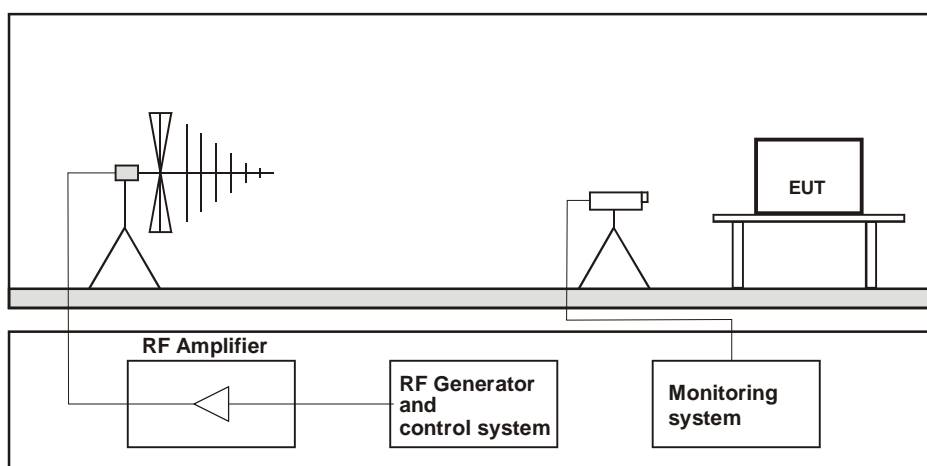 EUT
RF Amplifier
RF Generator
and
control system
Monitoring
system